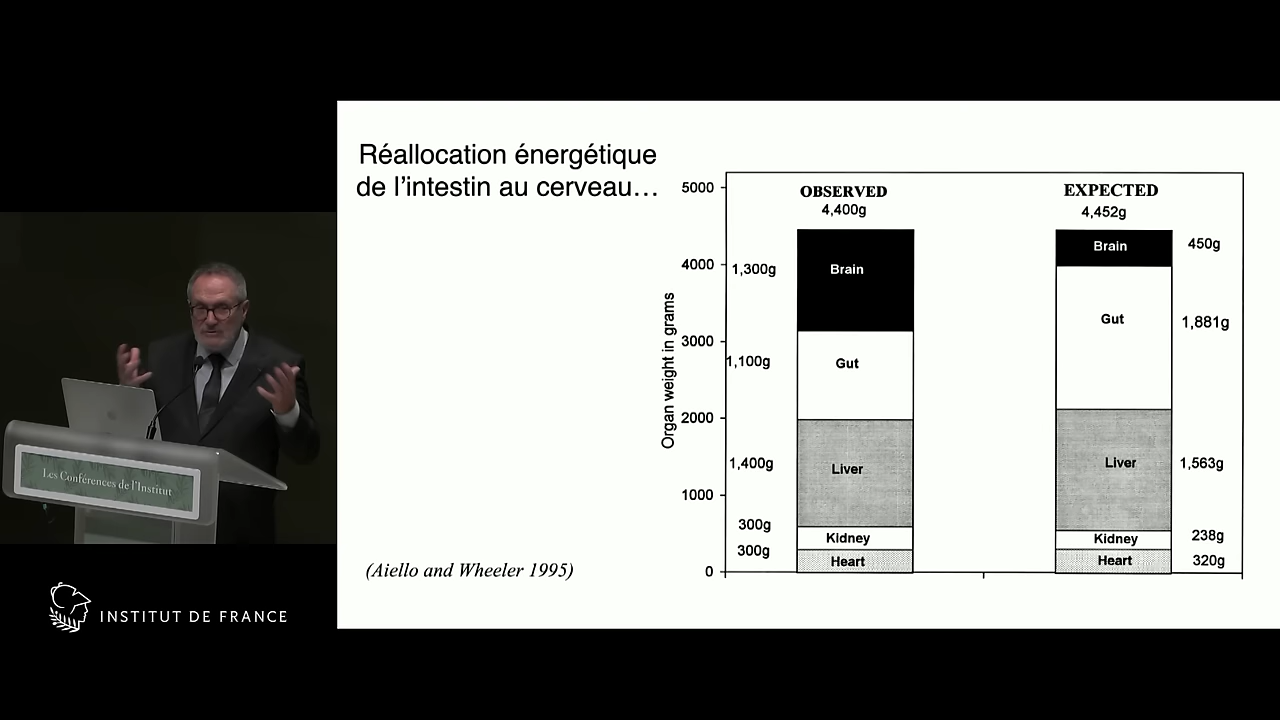 Réallocation énergétique
de l’intestin au cerveau…
(Aiello and Wheeler 1995)
Organ weight in grams
5000
4000
3000
2000
1000
0
OBSERVED
4,400g
1,300g
Brain
1,100g
Gut
1,400g
Liver
300g
Kidney
300g
Heart
EXPECTED
4,452g
Brain
450g
Gut
1,881g
Liver
1,563g
Kidney
238g
Heart
320g
Les Conférences de l’Institut
INSTITUT DE FRANCE